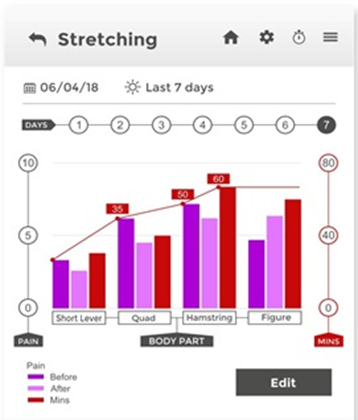 Stretching
06/04/18 Last 7 days
DAYS 1 2 3 4 5 6 7
10 80
60
50
35
5 40
0 0
Short Lever Quad Hamstring Figure
PAIN BODY PART MINS
Pain
Before
After
Mins
Edit